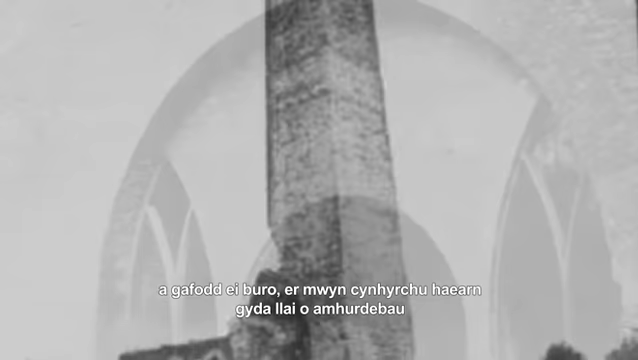 a gafodd ei buro, er mwyn cynhyrchu haearn
gyda llai o amhurdebau